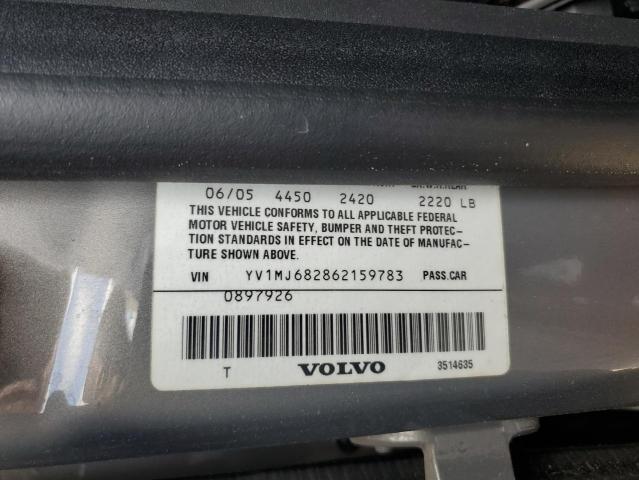 06/05 4450 2420 2220 LB
THIS VEHICLE CONFORMS TO ALL APPLICABLE FEDERAL
MOTOR VEHICLE SAFETY, BUMPER AND THEFT PROTEC-
TION STANDARDS IN EFFECT ON THE DATE OF MANUFAC-
TURE SHOWN ABOVE.
VIN YV1MJ682862159783 PASS.CAR
0897926
T VOLVO 3514635